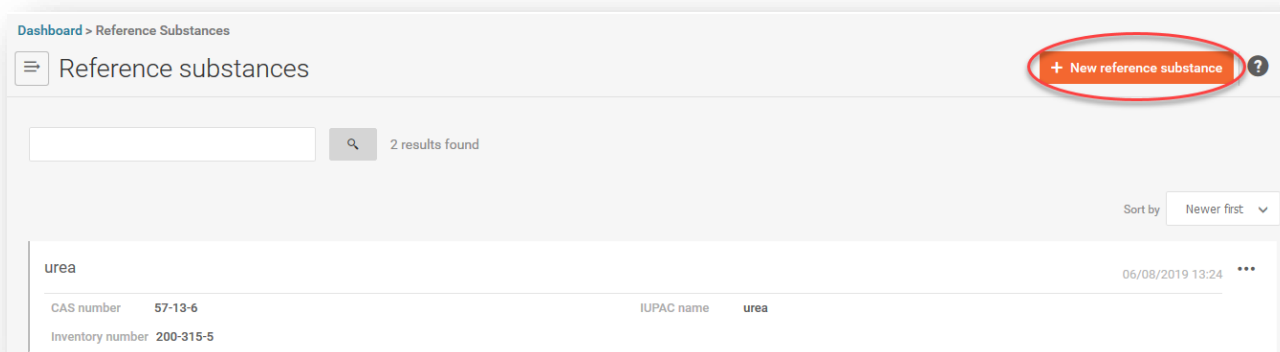 Dashboard > Reference Substances
Reference substances
+ New reference substance
?
2 results found
Sort by Newer first
urea
06/08/2019 13:24
CAS number 57-13-6 IUPAC name urea
Inventory number 200-315-5